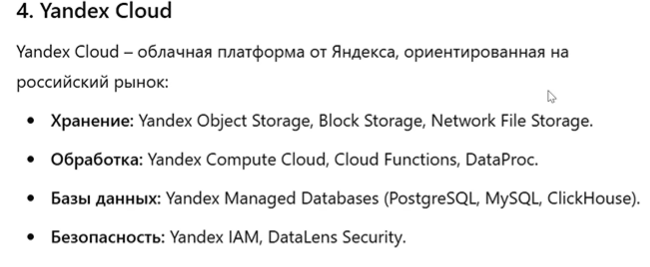 4. Yandex Cloud
Yandex Cloud – облачная платформа от Яндекса, ориентированная на
российский рынок:
• Хранение: Yandex Object Storage, Block Storage, Network File Storage.
• Обработка: Yandex Compute Cloud, Cloud Functions, DataProc.
• Базы данных: Yandex Managed Databases (PostgreSQL, MySQL, ClickHouse).
• Безопасность: Yandex IAM, DataLens Security.